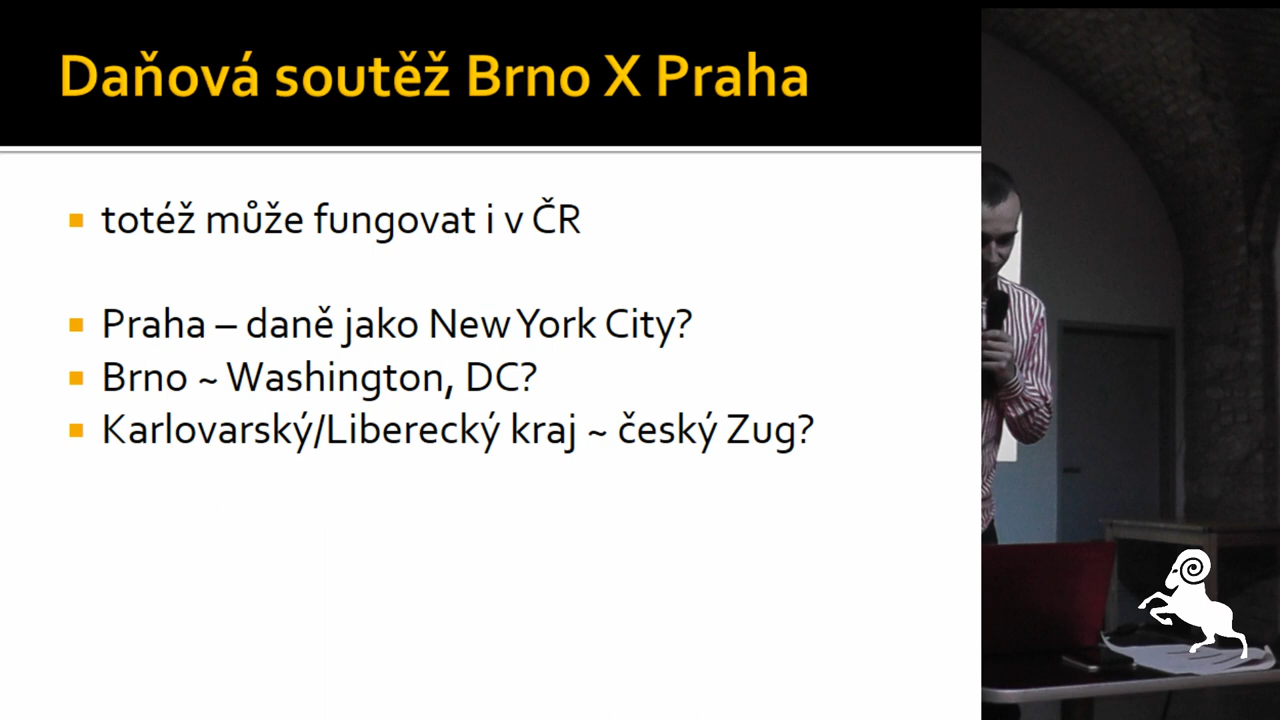 Daňová soutěž Brno X Praha
totéž může fungovat i v ČR
Praha – daně jako New York City?
Brno ~ Washington, DC?
Karlovarský/Liberecký kraj ~ český Zug?